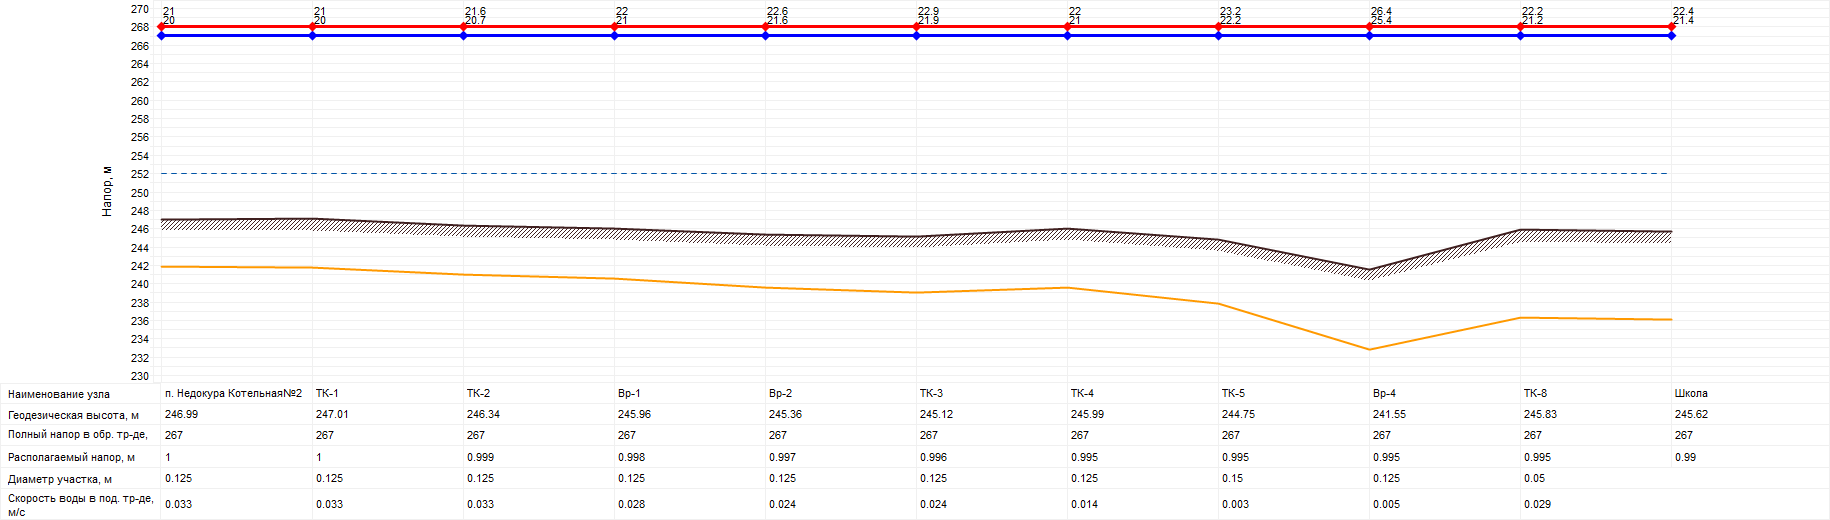 270
268
266
264
262
260
258
256
254
252
250
248
246
244
242
240
238
236
234
232
230
Напор, м
21 21 21.6 22 22.6 22.9 22 23.2 26.4 22.2 22.4
20 20 20.7 21 21.6 21.9 21 22.2 25.4 21.2 21.4
Наименование узла п. Недокура Котельная№2 ТК-1 ТК-2 Вр-1 Вр-2 ТК-3 ТК-4 ТК-5 Вр-4 ТК-8 Школа
Геодезическая высота, м 246.99 247.01 246.34 245.96 245.36 245.12 245.99 244.75 241.55 245.83 245.62
Полный напор в обр. тр-де, 267 267 267 267 267 267 267 267 267 267 267
Располагаемый напор, м 1 1 0.999 0.998 0.997 0.996 0.995 0.995 0.995 0.995 0.99
Диаметр участка, м 0.125 0.125 0.125 0.125 0.125 0.125 0.125 0.15 0.125 0.05
Скорость воды в под. тр-де,
м/с 0.033 0.033 0.033 0.028 0.024 0.024 0.014 0.003 0.005 0.029